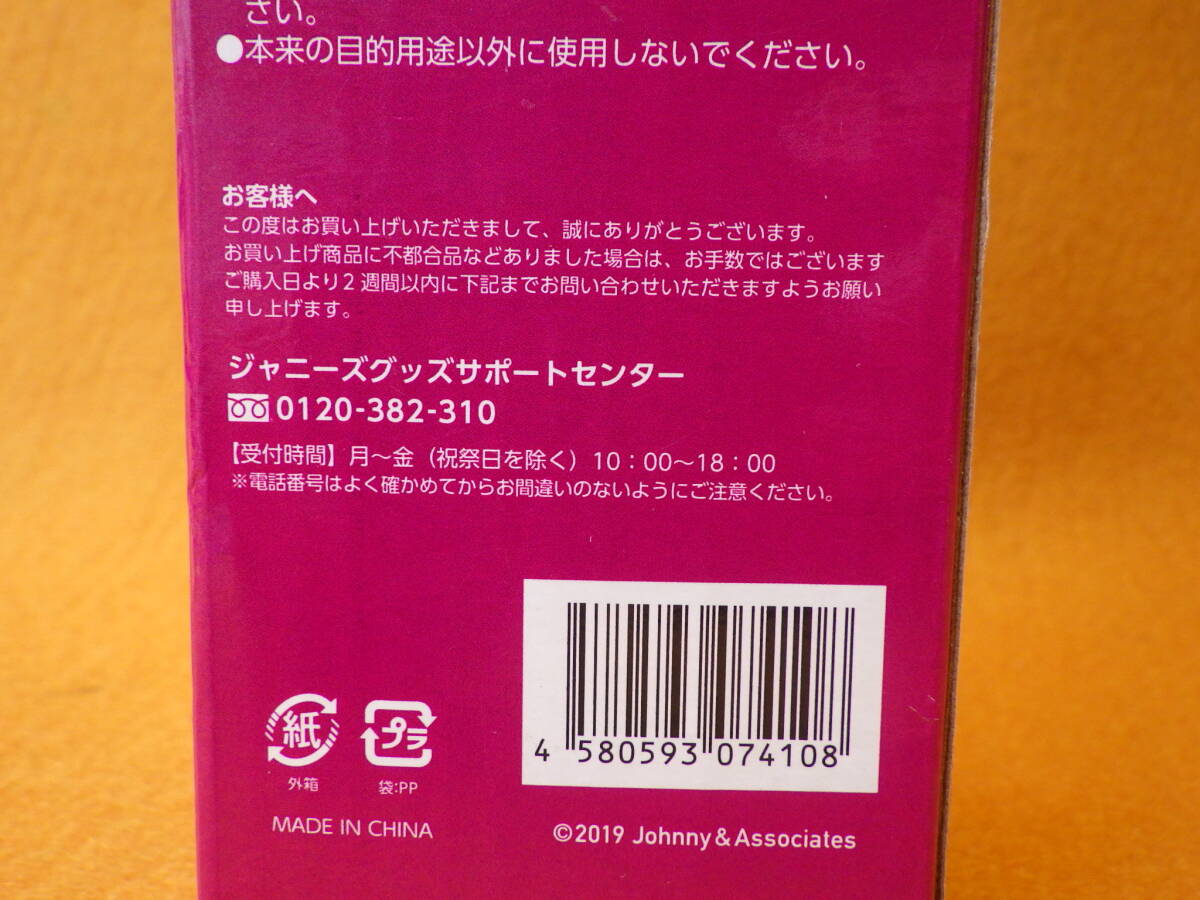 さい。
●本来の目的用途以外に使用しないでください。
お客様へ
この度はお買い上げいただきまして、誠にありがとうございます。
お買い上げ商品に不都合品などありました場合は、お手数ではございます
ご購入日より2週間以内に下記までお問い合わせいただきますようお願い
申し上げます。
ジャニーズグッズサポートセンター
0120-382-310
【受付時間】月～金（祝祭日を除く）10：00～18：00
※電話番号はよく確かめてからお間違いのないようにご注意ください。
4 580593 074108
紙 プラ
外箱 袋:PP
MADE IN CHINA
©2019 Johnny&Associates